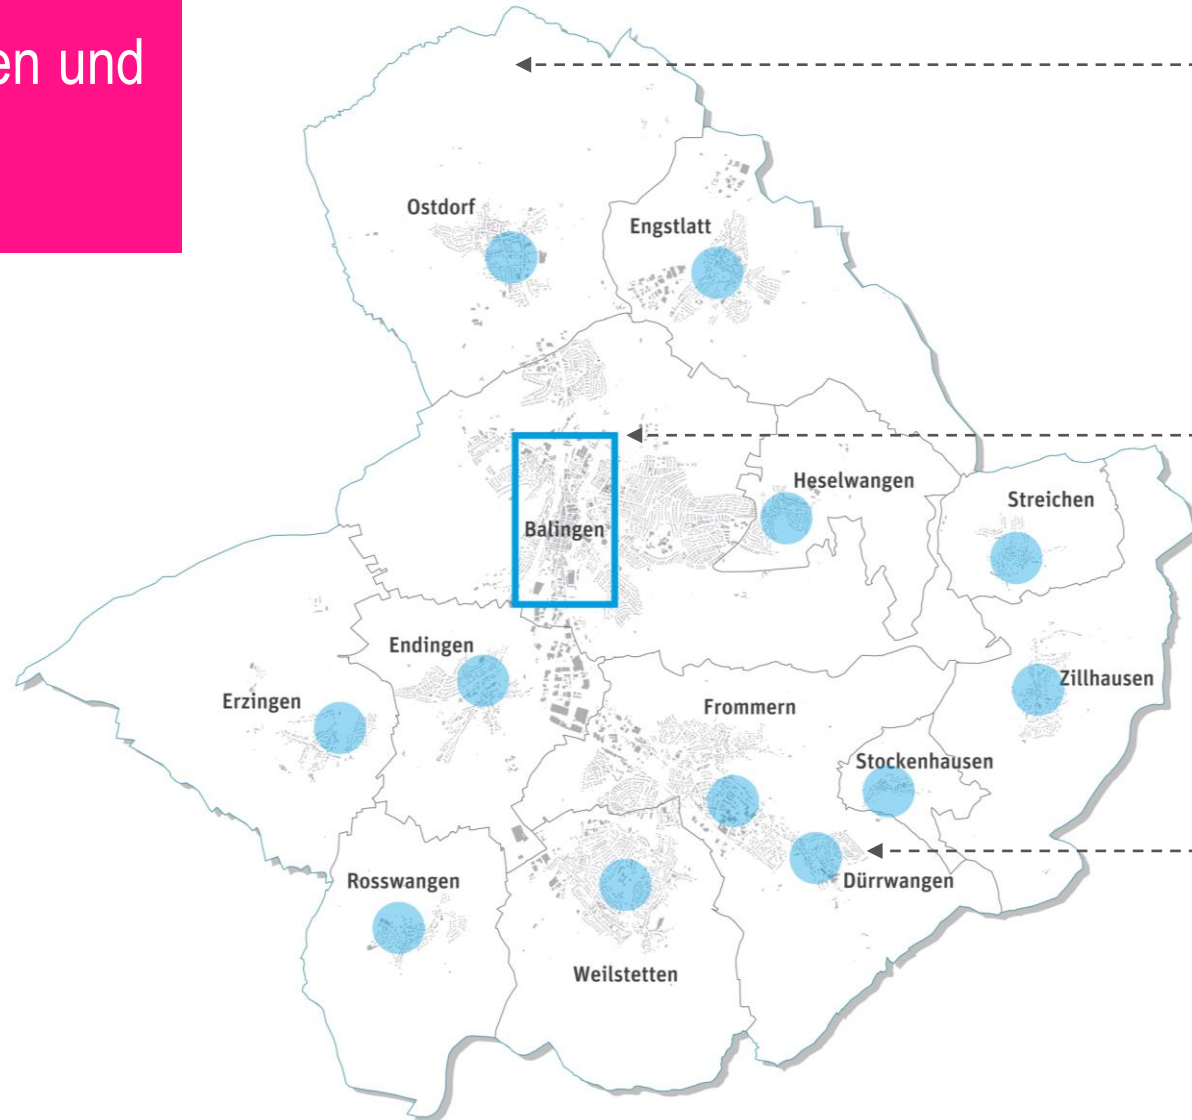 en und
Ostdorf
Engstlatt
Heselwangen
Streichen
Balingen
Endingen
Zillhausen
Erzingen
Frommern
Stockenhausen
Rosswangen
Dürrwangen
Weilstetten